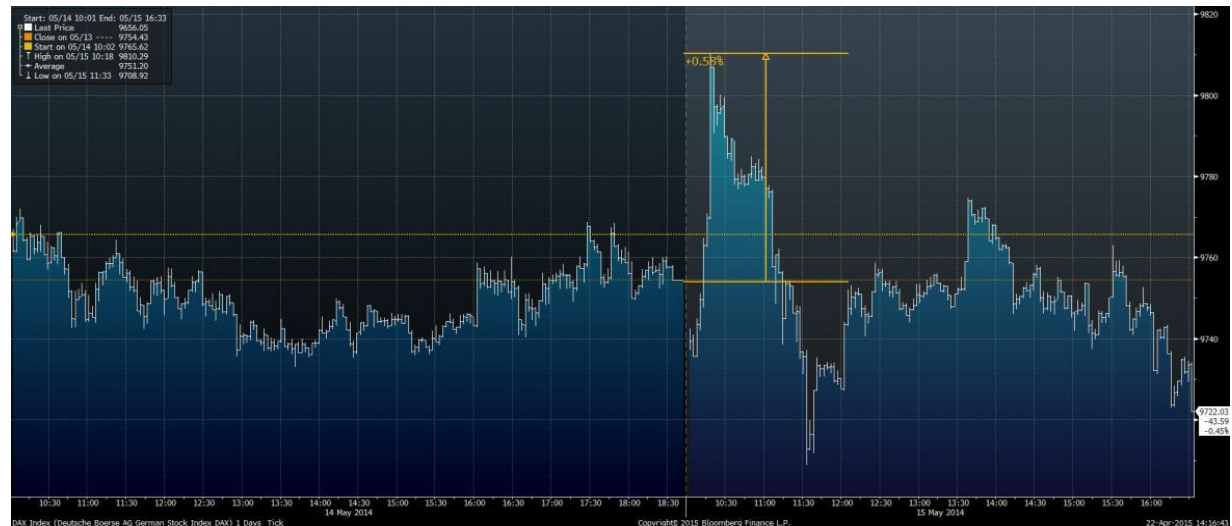 Start: 05/14 10:01 End: 05/15 16:33
Last Price 9656.05
Close on 05/13 ---- 9754.43
Start on 05/14 10:02 9765.62
High on 05/15 10:18 9810.29
Average 9751.20
Low on 05/15 11:33 9708.92
+0.58%
9820
9800
9780
9760
9740
9722.03
-43.59
-0.45%
10:30 11:00 11:30 12:00 12:30 13:00 13:30 14:00 14:30 15:00 15:30 16:00 16:30 17:00 17:30 18:00 18:30 10:30 11:00 11:30 12:00 12:30 13:00 13:30 14:00 14:30 15:00 15:30 16:00
14 May 2014 15 May 2014
DAX Index (Deutsche Boerse AG German Stock Index DAX) 1 Days Tick Copyright© 2015 Bloomberg Finance L.P. 22-Apr-2015